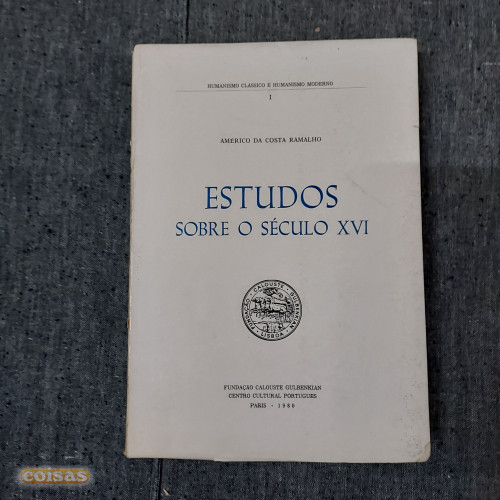 HUMANISMO CLÁSSICO E HUMANISMO MODERNO
I
AMÉRICO DA COSTA RAMALHO
ESTUDOS
SOBRE O SÉCULO XVI
FUNDAÇÃO CALOUSTE GULBENKIAN
LISBOA
FUNDAÇÃO CALOUSTE GULBENKIAN
CENTRO CULTURAL PORTUGUÊS
PARIS - 1980
coisas